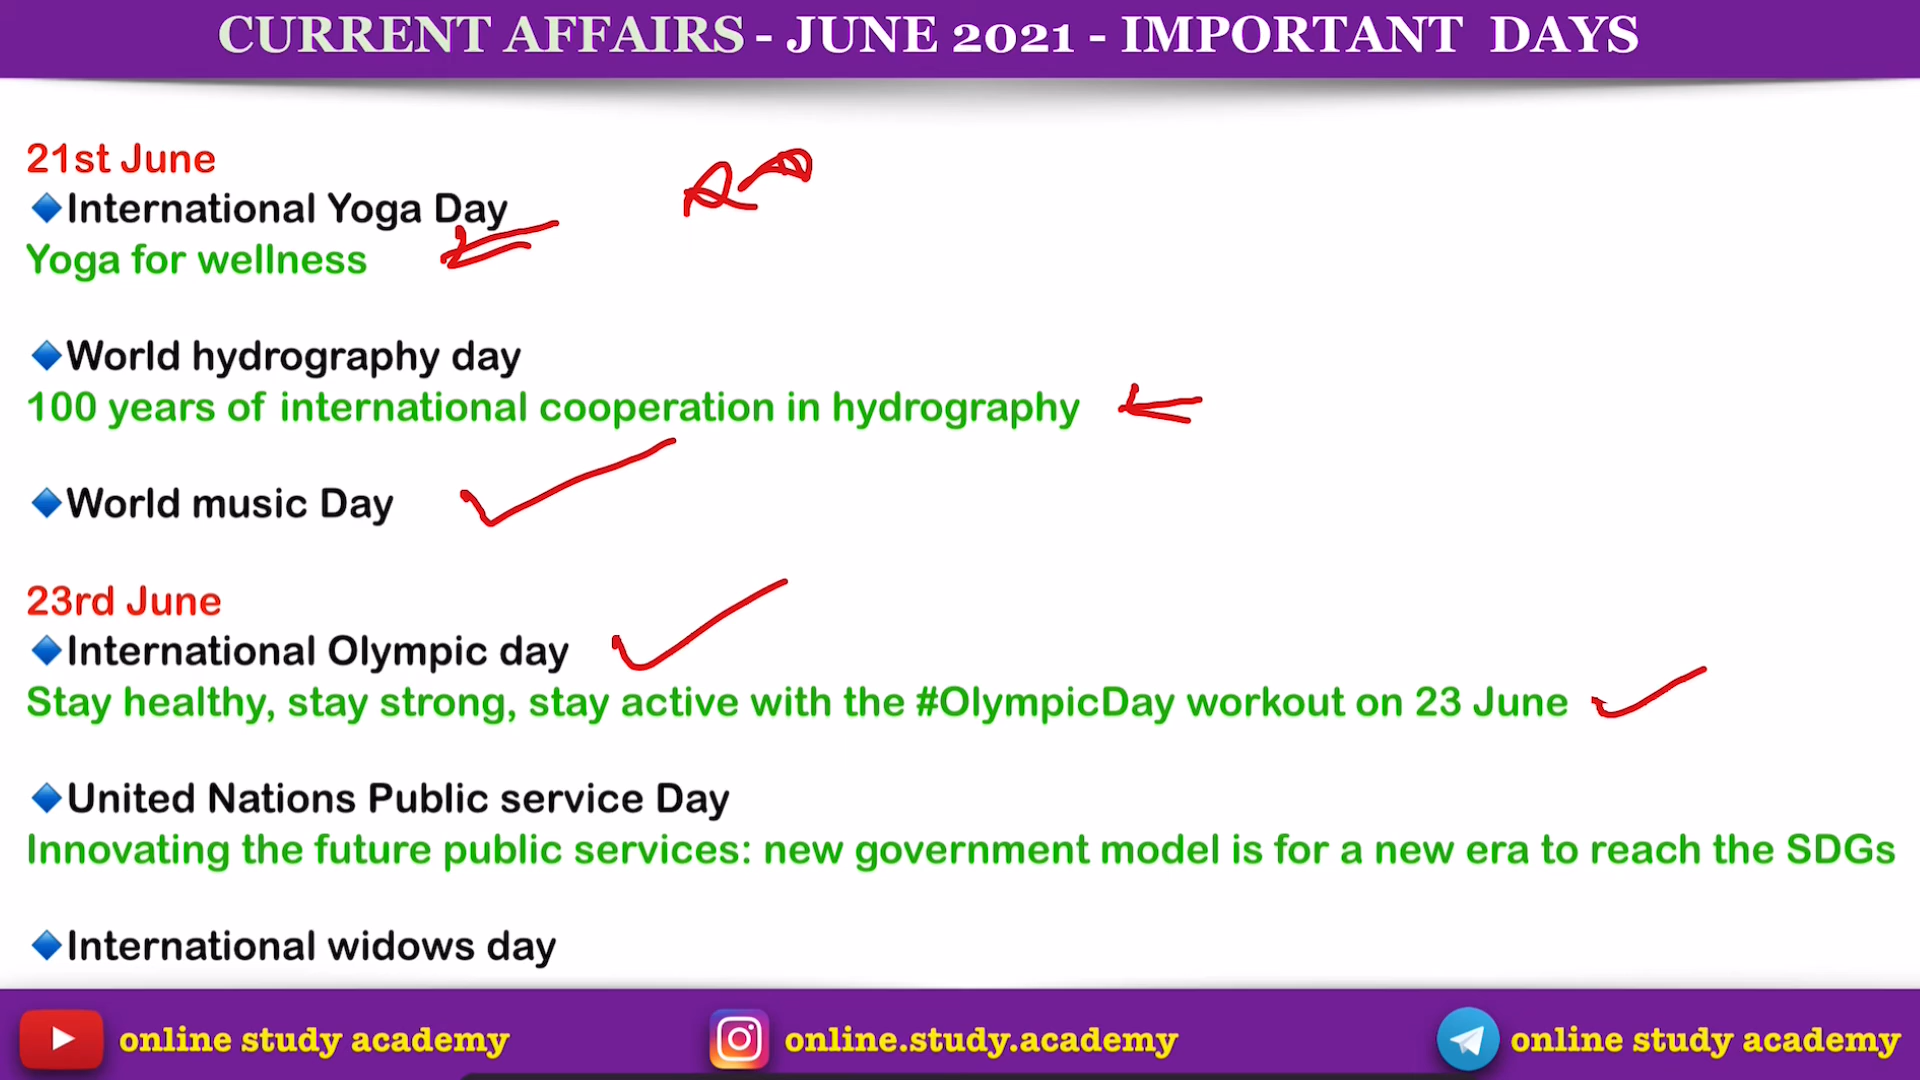 CURRENT AFFAIRS - JUNE 2021 - IMPORTANT DAYS
21st June
International Yoga Day
Yoga for wellness
World hydrography day
100 years of international cooperation in hydrography
World music Day
23rd June
International Olympic day
Stay healthy, stay strong, stay active with the #OlympicDay workout on 23 June
United Nations Public service Day
Innovating the future public services: new government model is for a new era to reach the SDGs
International widows day
online study academy
online.study.academy
online study academy